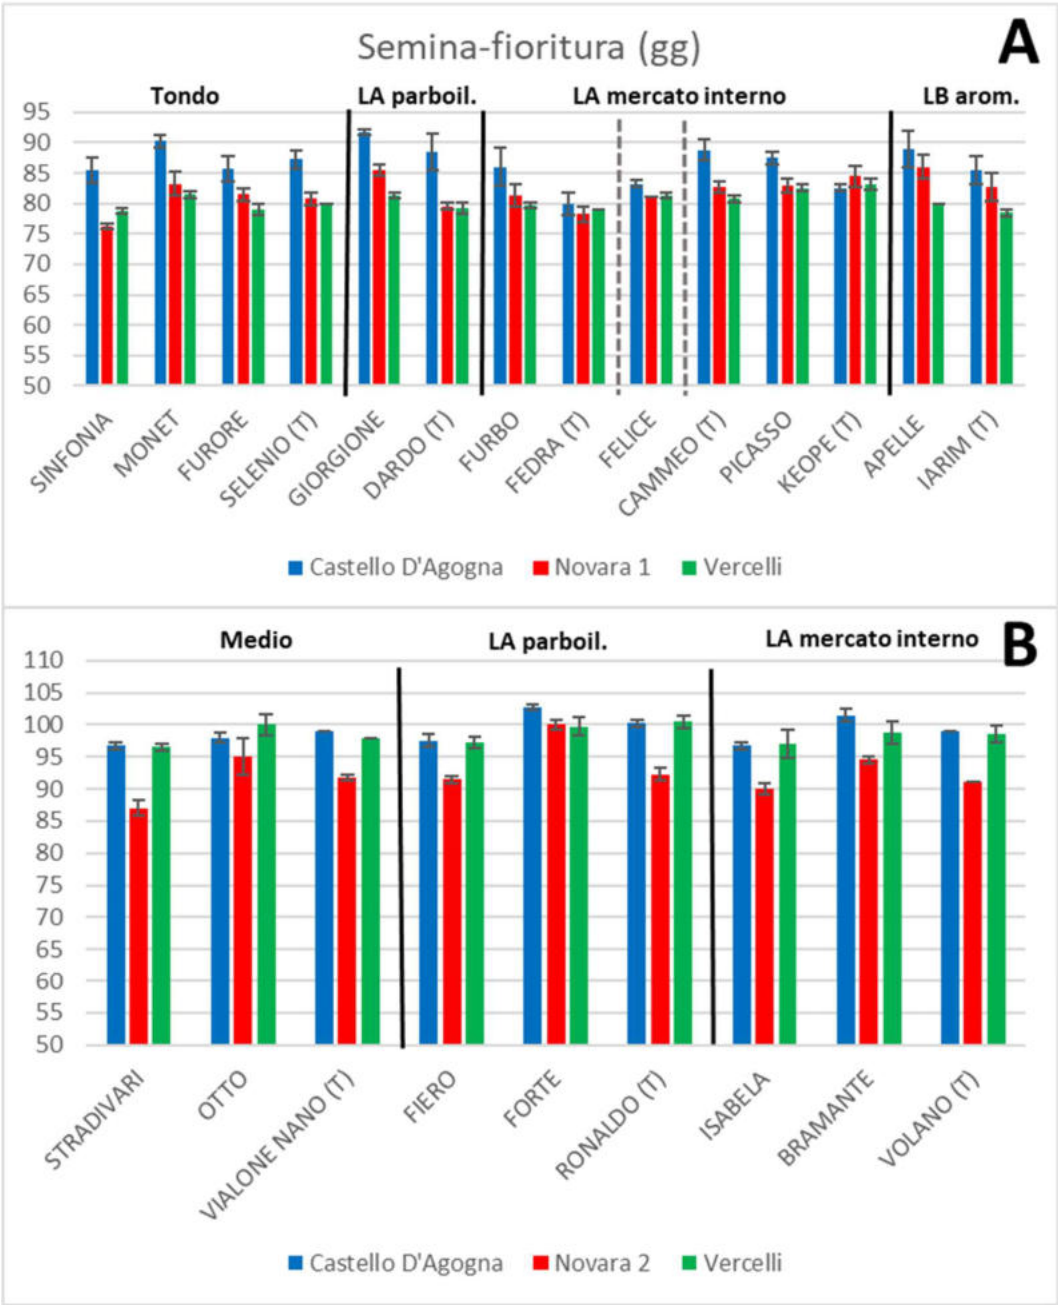 Semina-fioritura (gg)
A
Tondo LA parboil. LA mercato interno LB arom.
95
90
85
80
75
70
65
60
55
50
SINFONIA
MONET
FURORE
SELENIO (T)
GIORGIONE
DARDO (T)
FURBO
FEDRA (T)
FELICE
CAMMEO (T)
PICASSO
KEOPE (T)
APELLE
IARIM (T)
Castello D'Agogna Novara 1 Vercelli
B
Medio LA parboil. LA mercato interno
110
105
100
95
90
85
80
75
70
65
60
55
50
STRADIVARI
OTTO
VIALONE NANO (T)
FIERO
FORTE
RONALDO (T)
ISABELA
BRAMANTE
VOLANO (T)
Castello D'Agogna Novara 2 Vercelli